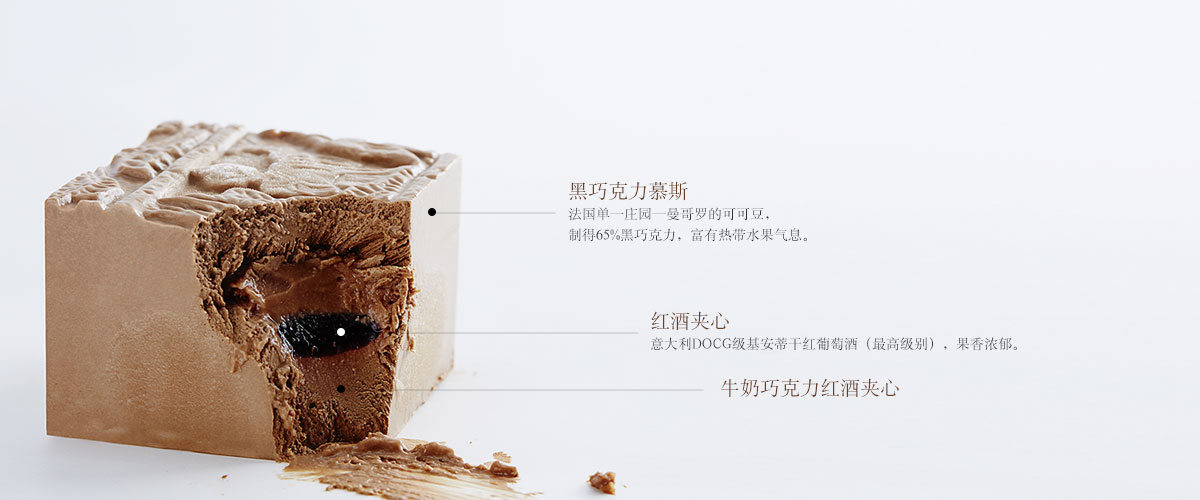 黑巧克力慕斯
法国单一庄园—曼哥罗的可可豆，
制得65%黑巧克力，富有热带水果气息。
红酒夹心
意大利DOCG级基安蒂干红葡萄酒（最高级别），果香浓郁。
牛奶巧克力红酒夹心